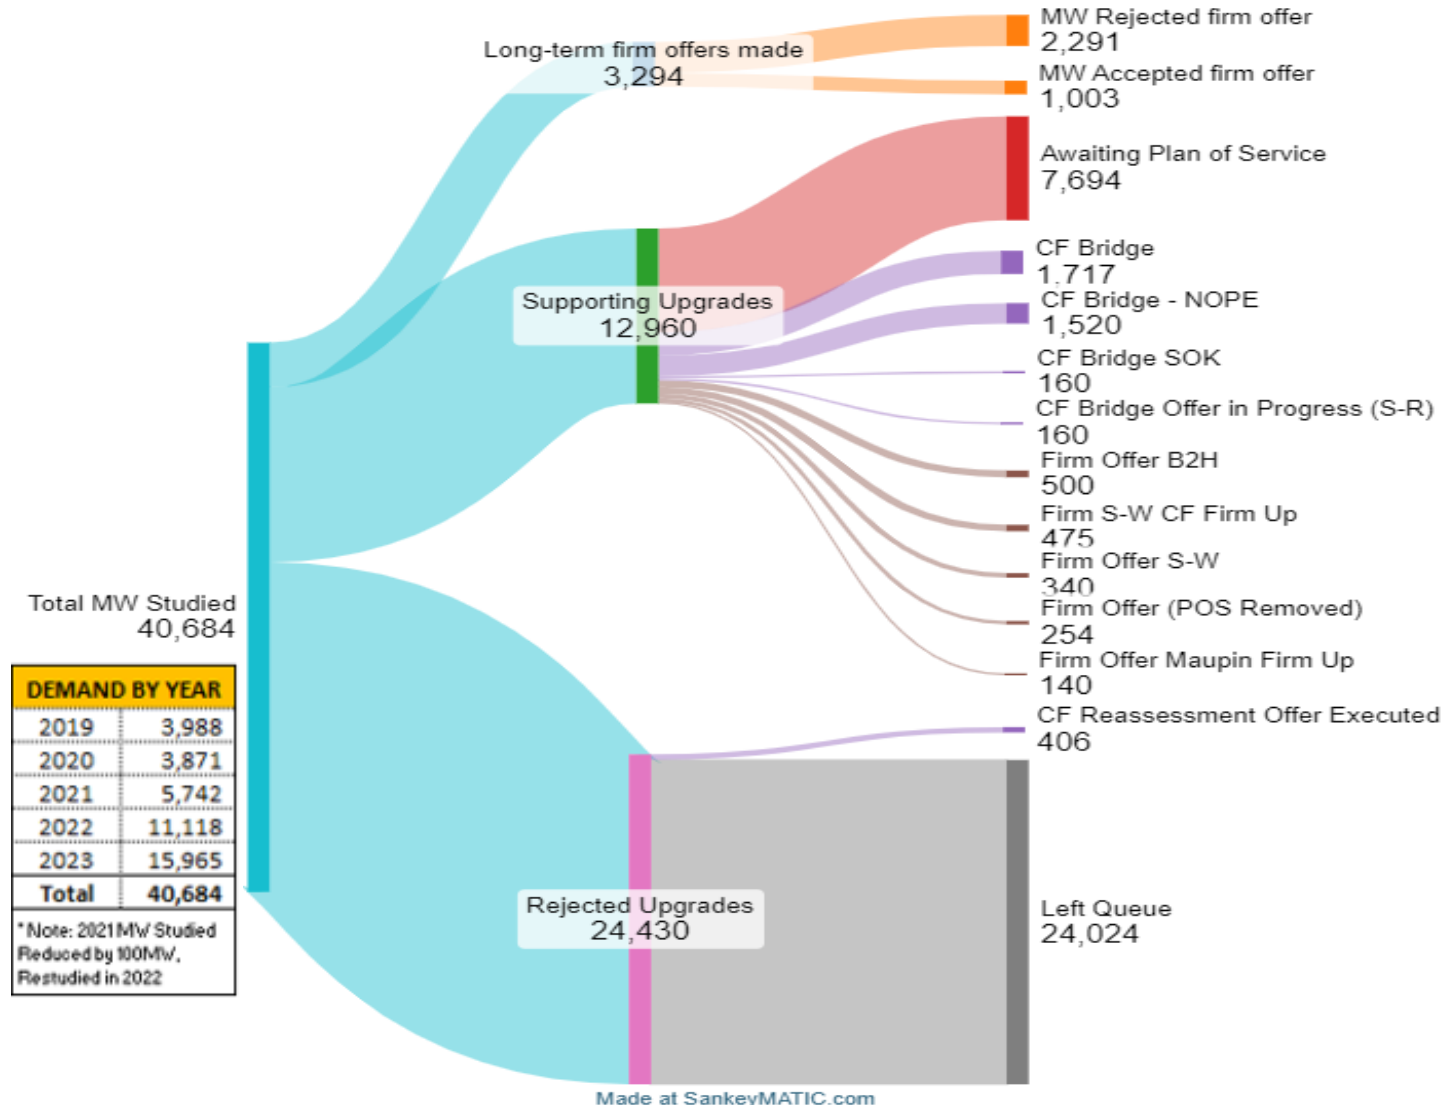 Long-term firm offers made
3,294
MW Rejected firm offer
2,291
MW Accepted firm offer
1,003
Awaiting Plan of Service
7,694
Supporting Upgrades
12,960
CF Bridge
1,717
CF Bridge - NOPE
1,520
CF Bridge SOK
160
CF Bridge Offer in Progress (S-R)
160
Firm Offer B2H
500
Firm S-W CF Firm Up
475
Firm Offer S-W
340
Firm Offer (POS Removed)
254
Firm Offer Maupin Firm Up
140
CF Reassessment Offer Executed
406
Total MW Studied
40,684
DEMAND BY YEAR
2019 3,988
2020 3,871
2021 5,742
2022 11,118
2023 15,965
Total 40,684
*Note: 2021 MW Studied
Reduced by 100MW,
Restudied in 2022
Rejected Upgrades
24,430
Left Queue
24,024
Made at SankeyMATIC.com